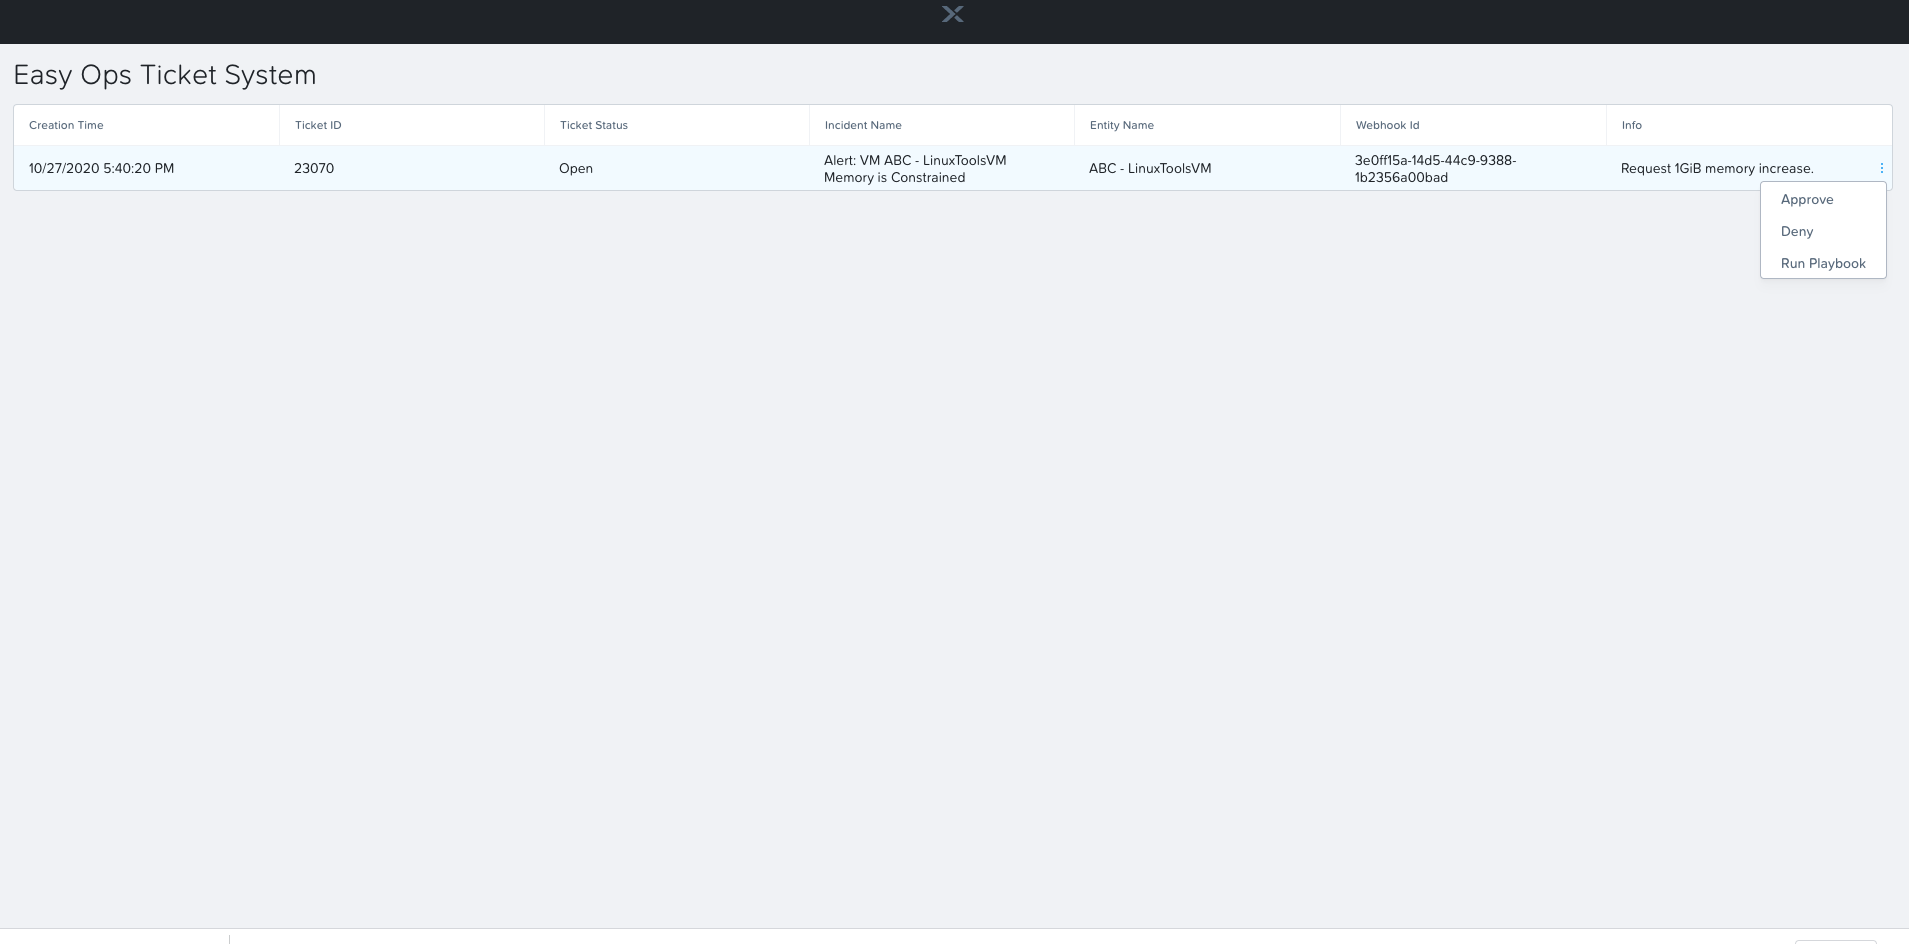 Easy Ops Ticket System
Creation Time Ticket ID Ticket Status Incident Name Entity Name Webhook Id Info
10/27/2020 5:40:20 PM 23070 Open Alert: VM ABC - LinuxToolsVM ABC - LinuxToolsVM 3e0ff15a-14d5-44c9-9388- Request 1GiB memory increase.
Memory is Constrained 1b2356a00bad
Approve
Deny
Run Playbook